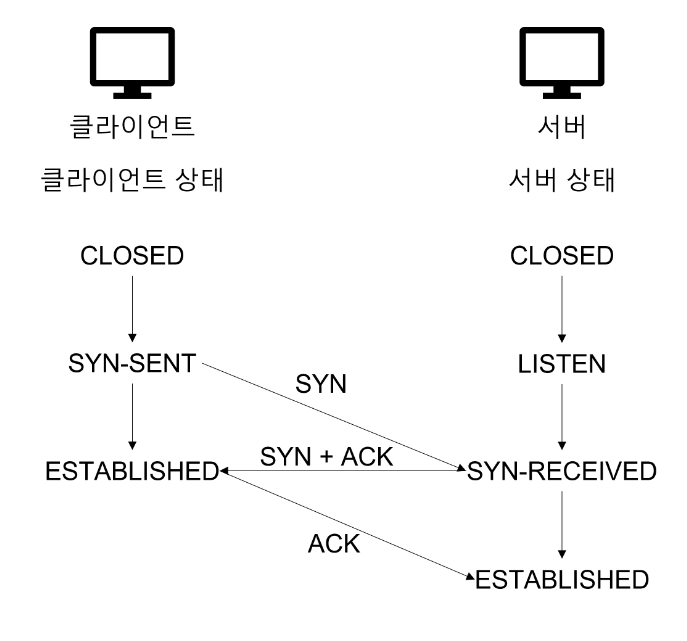 클라이언트
서버
클라이언트 상태
서버 상태
CLOSED
CLOSED
SYN-SENT
LISTEN
SYN
ESTABLISHED
SYN + ACK
SYN-RECEIVED
ACK
ESTABLISHED